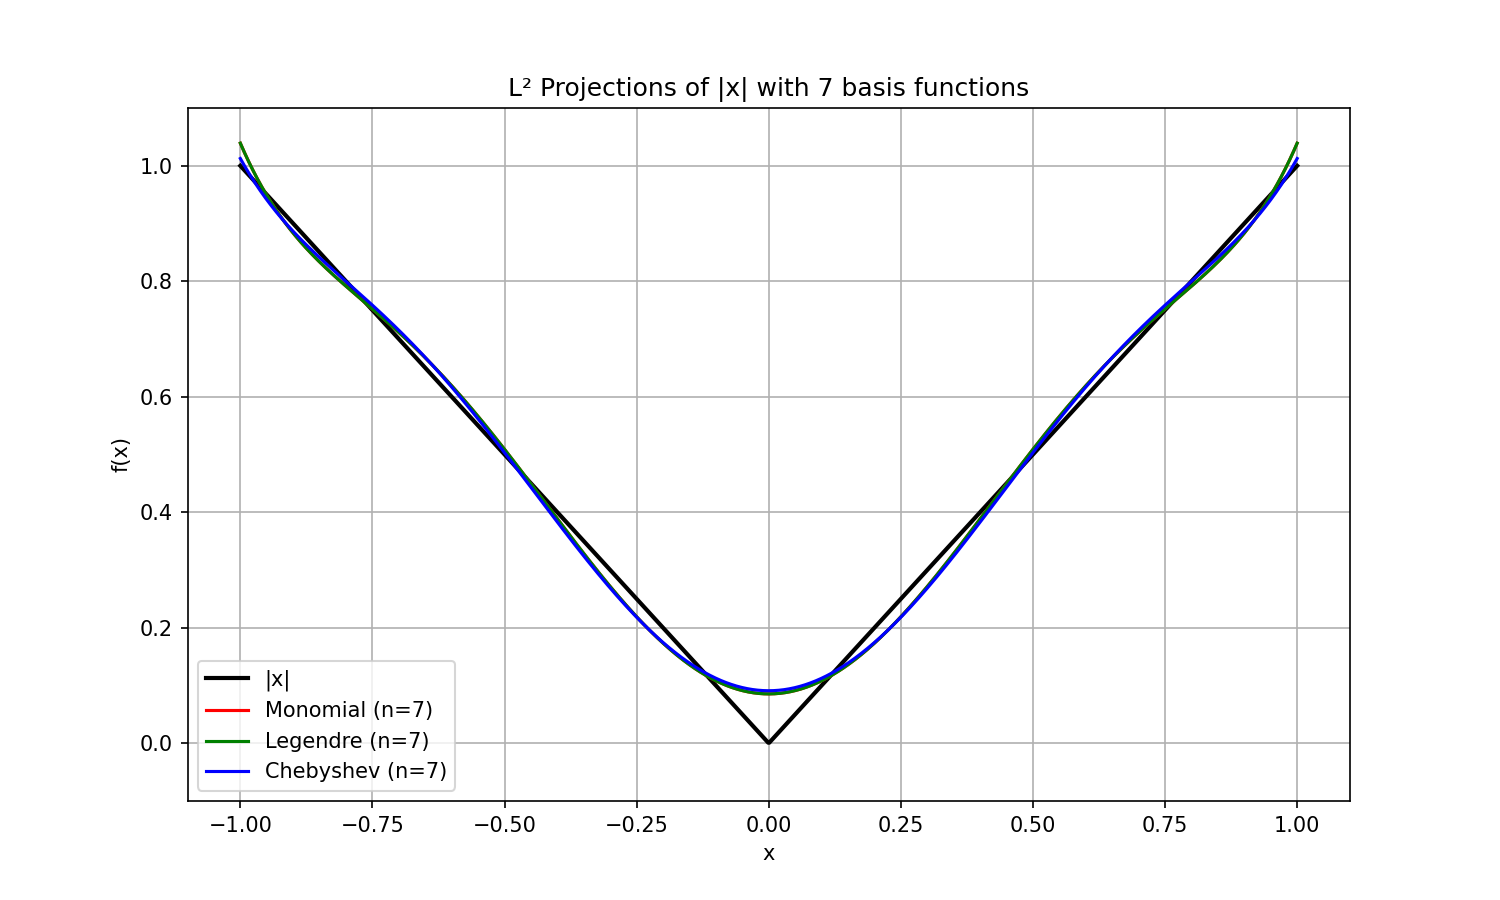 L² Projections of |x| with 7 basis functions
f(x)
1.0
0.8
0.6
0.4
0.2
0.0
|x|
Monomial (n=7)
Legendre (n=7)
Chebyshev (n=7)
−1.00 −0.75 −0.50 −0.25 0.00 0.25 0.50 0.75 1.00
x